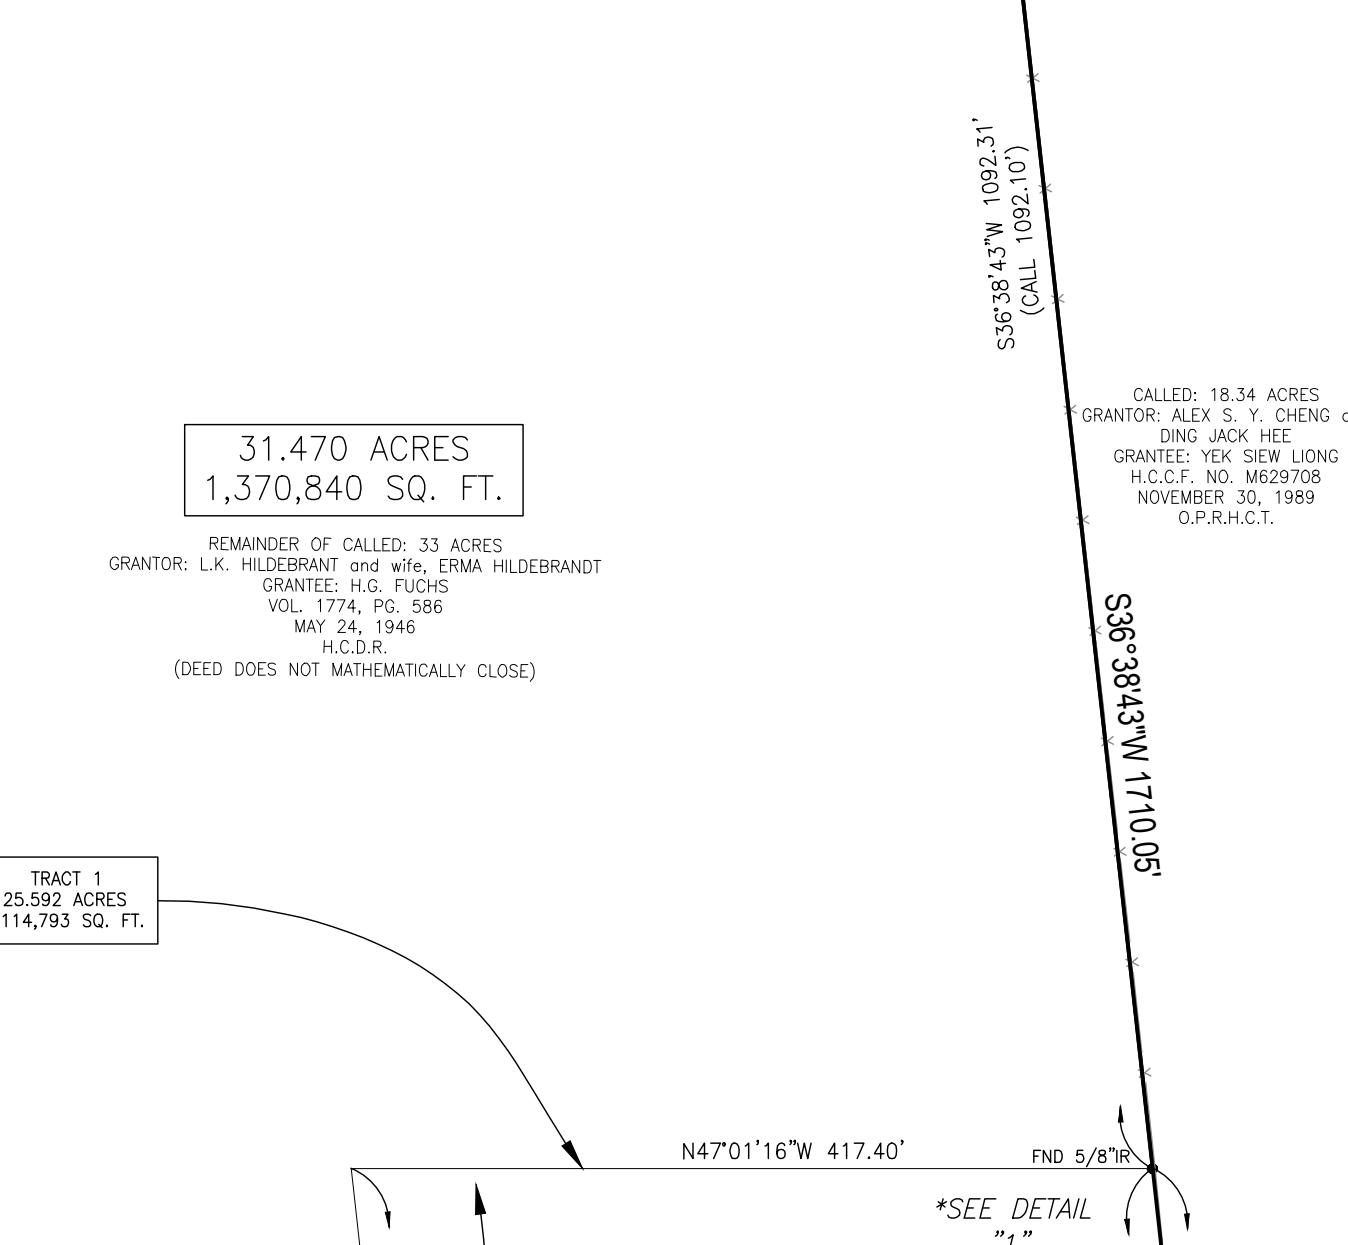 S36°38'43"W 1092.31'
(CALL 1092.10')
CALLED: 18.34 ACRES
GRANTOR: ALEX S. Y. CHENG
DING JACK HEE
GRANTEE: YEK SIEW LIONG
H.C.C.F. NO. M629708
NOVEMBER 30, 1989
O.P.R.H.C.T.
31.470 ACRES
1,370,840 SQ. FT.
REMAINDER OF CALLED: 33 ACRES
GRANTOR: L.K. HILDEBRANT and wife, ERMA HILDEBRANDT
GRANTEE: H.G. FUCHS
VOL. 1774, PG. 586
MAY 24, 1946
H.C.D.R.
(DEED DOES NOT MATHEMATICALLY CLOSE)
S36°38'43"W 1710.05'
TRACT 1
25.592 ACRES
114,793 SQ. FT.
N47°01'16"W 417.40'
FND 5/8"IR
*SEE DETAIL
"1"